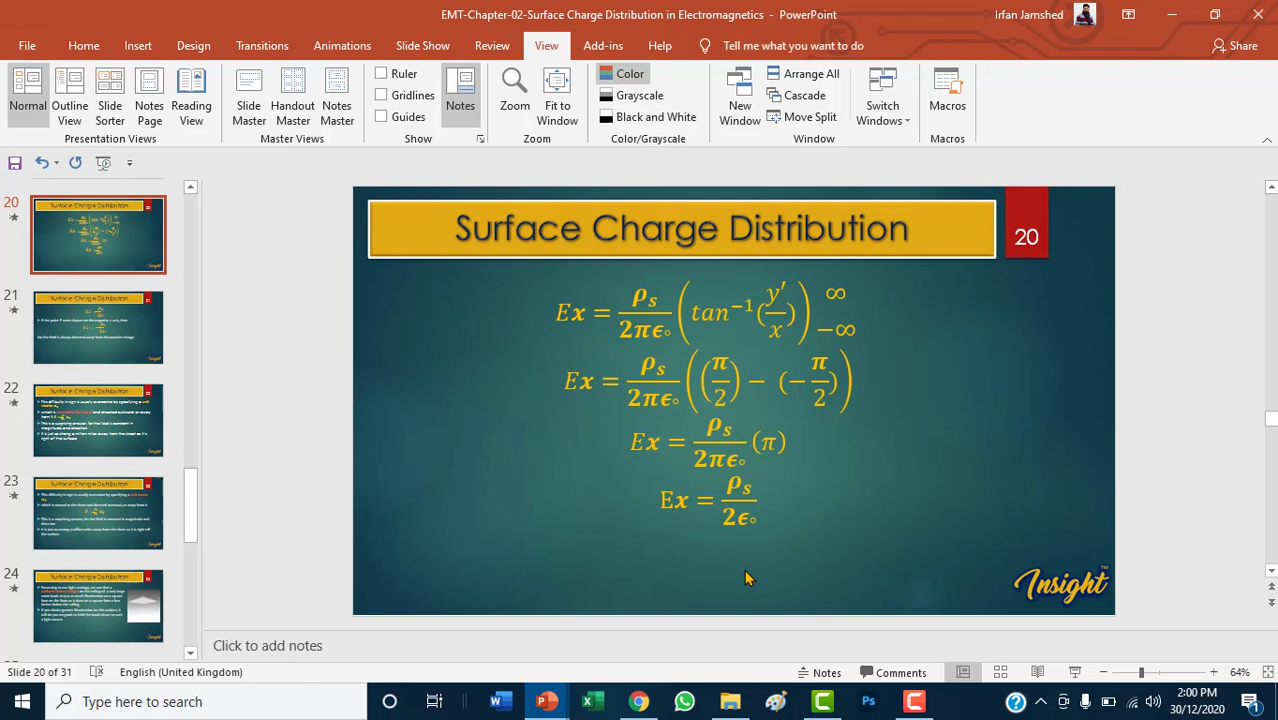 EMT-Chapter-02-Surface Charge Distribution in Electromagnetics - PowerPoint
Irfan Jamshed
File Home Insert Design Transitions Animations Slide Show Review View Add-ins Help Tell me what you want to do Share
Normal Outline View Slide Sorter Notes Page Reading View
Presentation Views
Slide Master Handout Master Notes Master
Master Views
Ruler
Gridlines
Guides
Notes
Show
Zoom Fit to Window
Zoom
Color
Grayscale
Black and White
Color/Grayscale
New Window
Arrange All
Cascade
Move Split
Switch Windows
Window
Macros
Macros
20
21
22
23
24
Surface Charge Distribution
20
Ex = ρs/2πϵ∘ (tan−1(y′/x)) ∞ −∞
Ex = ρs/2πϵ∘ ((π/2) − (−π/2))
Ex = ρs/2πϵ∘ (π)
Ex = ρs/2ϵ∘
Insight™
Click to add notes
Slide 20 of 31 English (United Kingdom) Notes Comments 64%
Type here to search
2:00 PM
30/12/2020
1